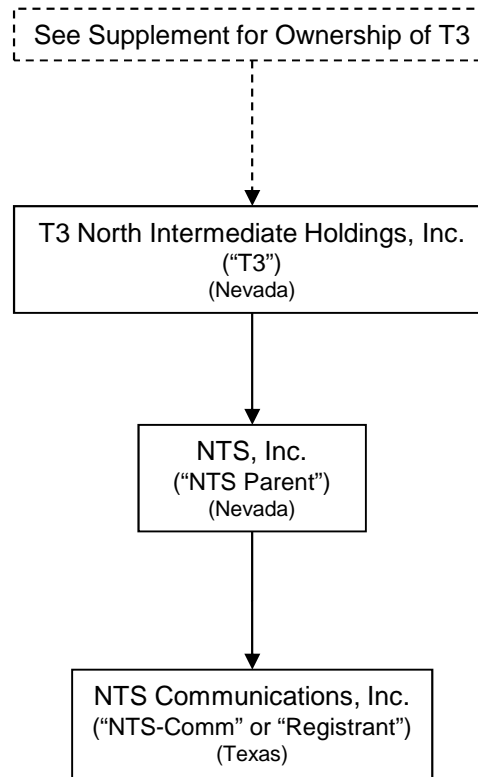 See Supplement for Ownership of T3
T3 North Intermediate Holdings, Inc.
(“T3”)
(Nevada)
NTS, Inc.
(“NTS Parent”)
(Nevada)
NTS Communications, Inc.
(“NTS-Comm” or “Registrant”)
(Texas)